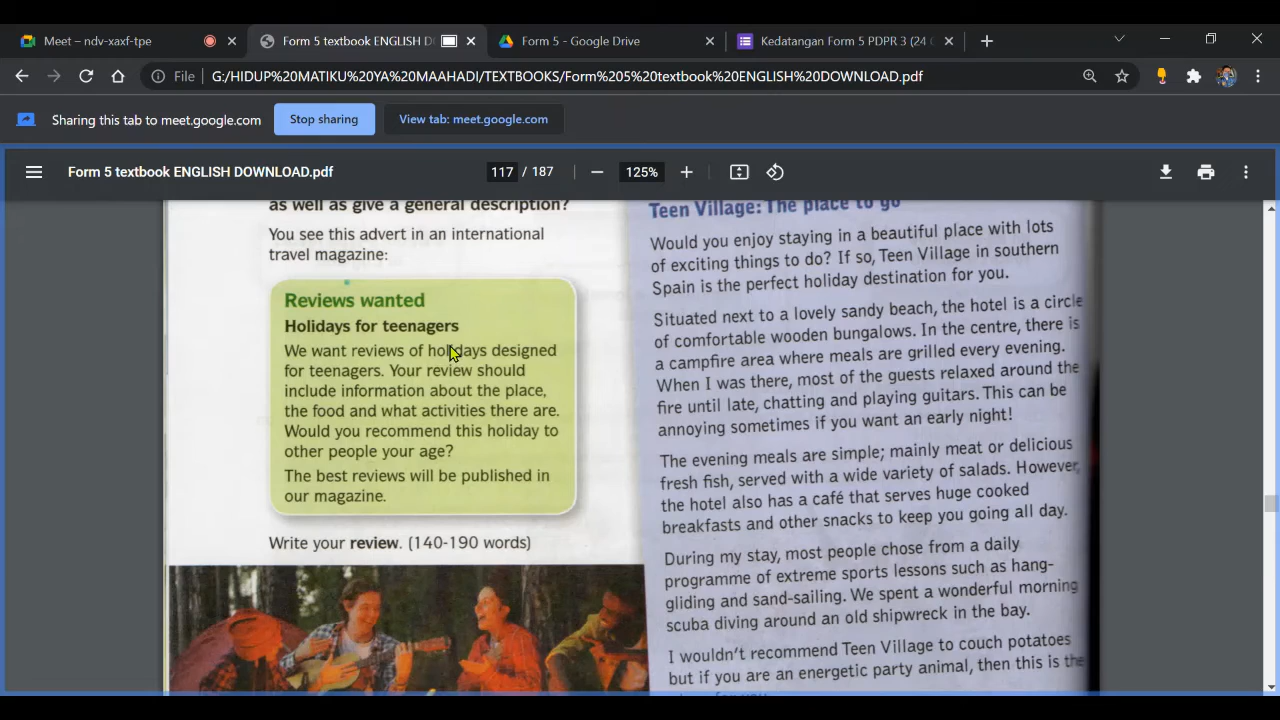 Meet – ndv-xaxf-tpe
Form 5 textbook ENGLISH D
Form 5 - Google Drive
Kedatangan Form 5 PDPR 3 (24
File
G:/HIDUP%20MATIKU%20YA%20MAAHADI/TEXTBOOKS/Form%205%20textbook%20ENGLISH%20DOWNLOAD.pdf
Sharing this tab to meet.google.com
Stop sharing
View tab: meet.google.com
Form 5 textbook ENGLISH DOWNLOAD.pdf
117 / 187
125%
as well as give a general description?
You see this advert in an international
travel magazine:
Reviews wanted
Holidays for teenagers
We want reviews of holidays designed
for teenagers. Your review should
include information about the place,
the food and what activities there are.
Would you recommend this holiday to
other people your age?
The best reviews will be published in
our magazine.
Write your review. (140-190 words)
Teen Village: The place to go
Would you enjoy staying in a beautiful place with lots
of exciting things to do? If so, Teen Village in southern
Spain is the perfect holiday destination for you.
Situated next to a lovely sandy beach, the hotel is a circle
of comfortable wooden bungalows. In the centre, there is
a campfire area where meals are grilled every evening.
When I was there, most of the guests relaxed around the
fire until late, chatting and playing guitars. This can be
annoying sometimes if you want an early night!
The evening meals are simple; mainly meat or delicious
fresh fish, served with a wide variety of salads. However,
the hotel also has a café that serves huge cooked
breakfasts and other snacks to keep you going all day.
During my stay, most people chose from a daily
programme of extreme sports lessons such as hang-
gliding and sand-sailing. We spent a wonderful morning
scuba diving around an old shipwreck in the bay.
I wouldn't recommend Teen Village to couch potatoes
but if you are an energetic party animal, then this is the